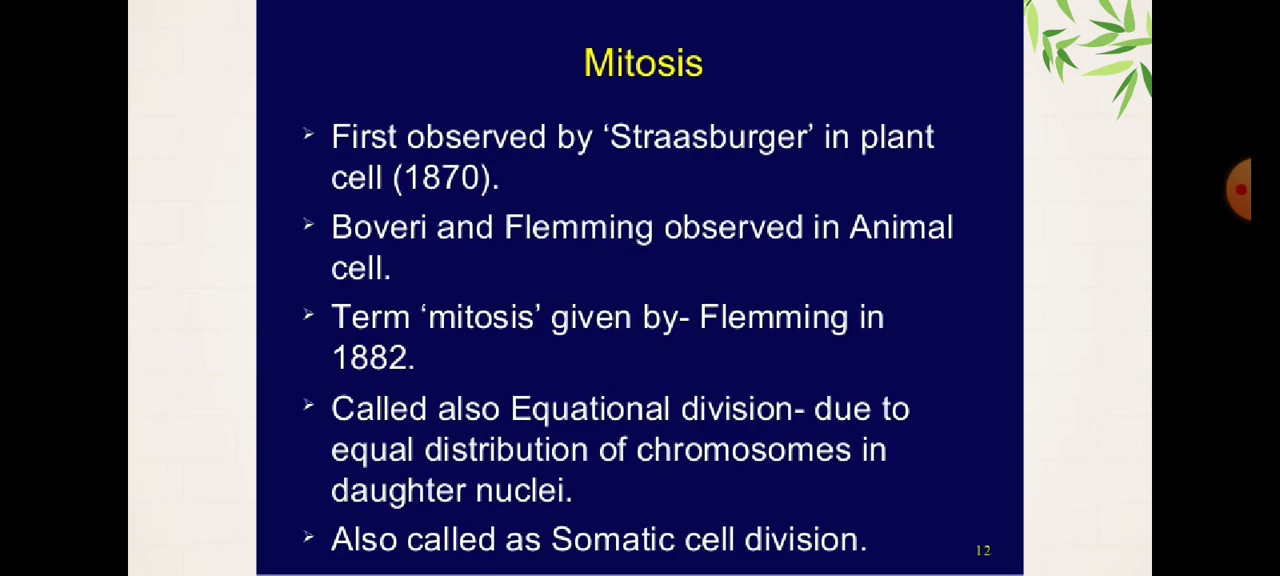 Mitosis
➢ First observed by ‘Straasburger’ in plant
cell (1870).
➢ Boveri and Flemming observed in Animal
cell.
➢ Term ‘mitosis’ given by- Flemming in
1882.
➢ Called also Equational division- due to
equal distribution of chromosomes in
daughter nuclei.
➢ Also called as Somatic cell division.
12